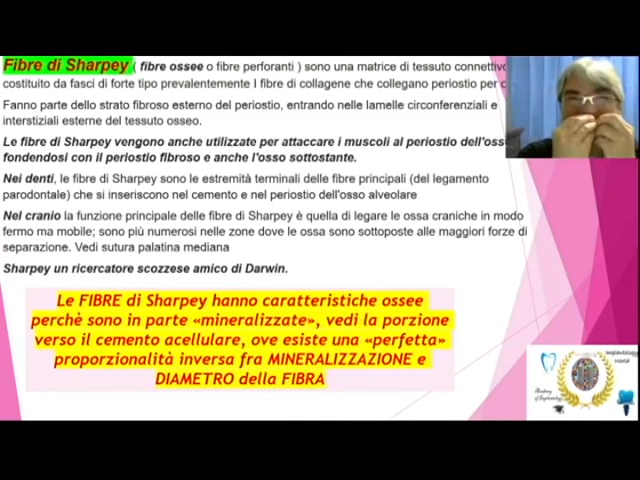 Fibre di Sharpey ( fibre ossee o fibre perforanti ) sono una matrice di tessuto connettivo
costituito da fasci di forte tipo prevalentemente I fibre di collagene che collegano periostio per
Fanno parte dello strato fibroso esterno del periostio, entrando nelle lamelle circonferenziali e
interstiziali esterne del tessuto osseo.
Le fibre di Sharpey vengono anche utilizzate per attaccare i muscoli al periostio dell'osso
fondendosi con il periostio fibroso e anche l'osso sottostante.
Nei denti, le fibre di Sharpey sono le estremità terminali delle fibre principali (del legamento
parodontale) che si inseriscono nel cemento e nel periostio dell'osso alveolare
Nel cranio la funzione principale delle fibre di Sharpey è quella di legare le ossa craniche in modo
fermo ma mobile; sono più numerosi nelle zone dove le ossa sono sottoposte alle maggiori forze di
separazione. Vedi sutura palatina mediana
Sharpey un ricercatore scozzese amico di Darwin.
Le FIBRE di Sharpey hanno caratteristiche ossee
perchè sono in parte «mineralizzate», vedi la porzione
verso il cemento acellulare, ove esiste una «perfetta»
proporzionalità inversa fra MINERALIZZAZIONE e
DIAMETRO della FIBRA
Implantology
World
Academy
of Implantology